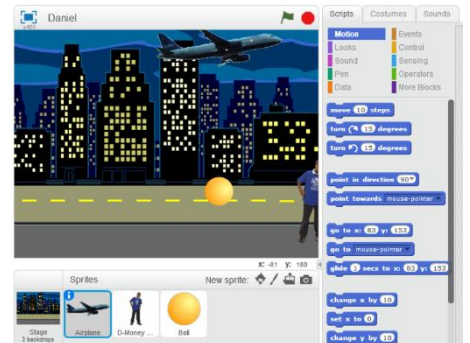 Daniel
v461
Scripts Costumes Sounds
Motion Events
Looks Control
Sound Sensing
Pen Operators
Data More Blocks
move 10 steps
turn 15 degrees
turn 15 degrees
point in direction 90
point towards mouse-pointer
go to x: 83 y: 153
go to mouse-pointer
glide 1 secs to x: 83 y: 153
change x by 10
set x to 0
change y by 10
Sprites New sprite:
Stage
3 backdrops
Airplane
D-Money ...
Ball